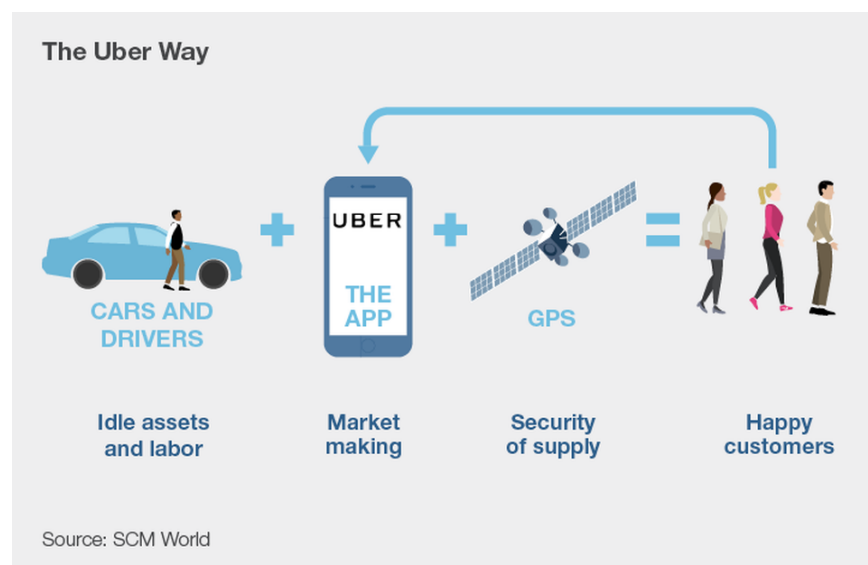 The Uber Way
UBER
THE
APP
CARS AND
DRIVERS
GPS
Idle assets
and labor
Market
making
Security
of supply
Happy
customers
Source: SCM World